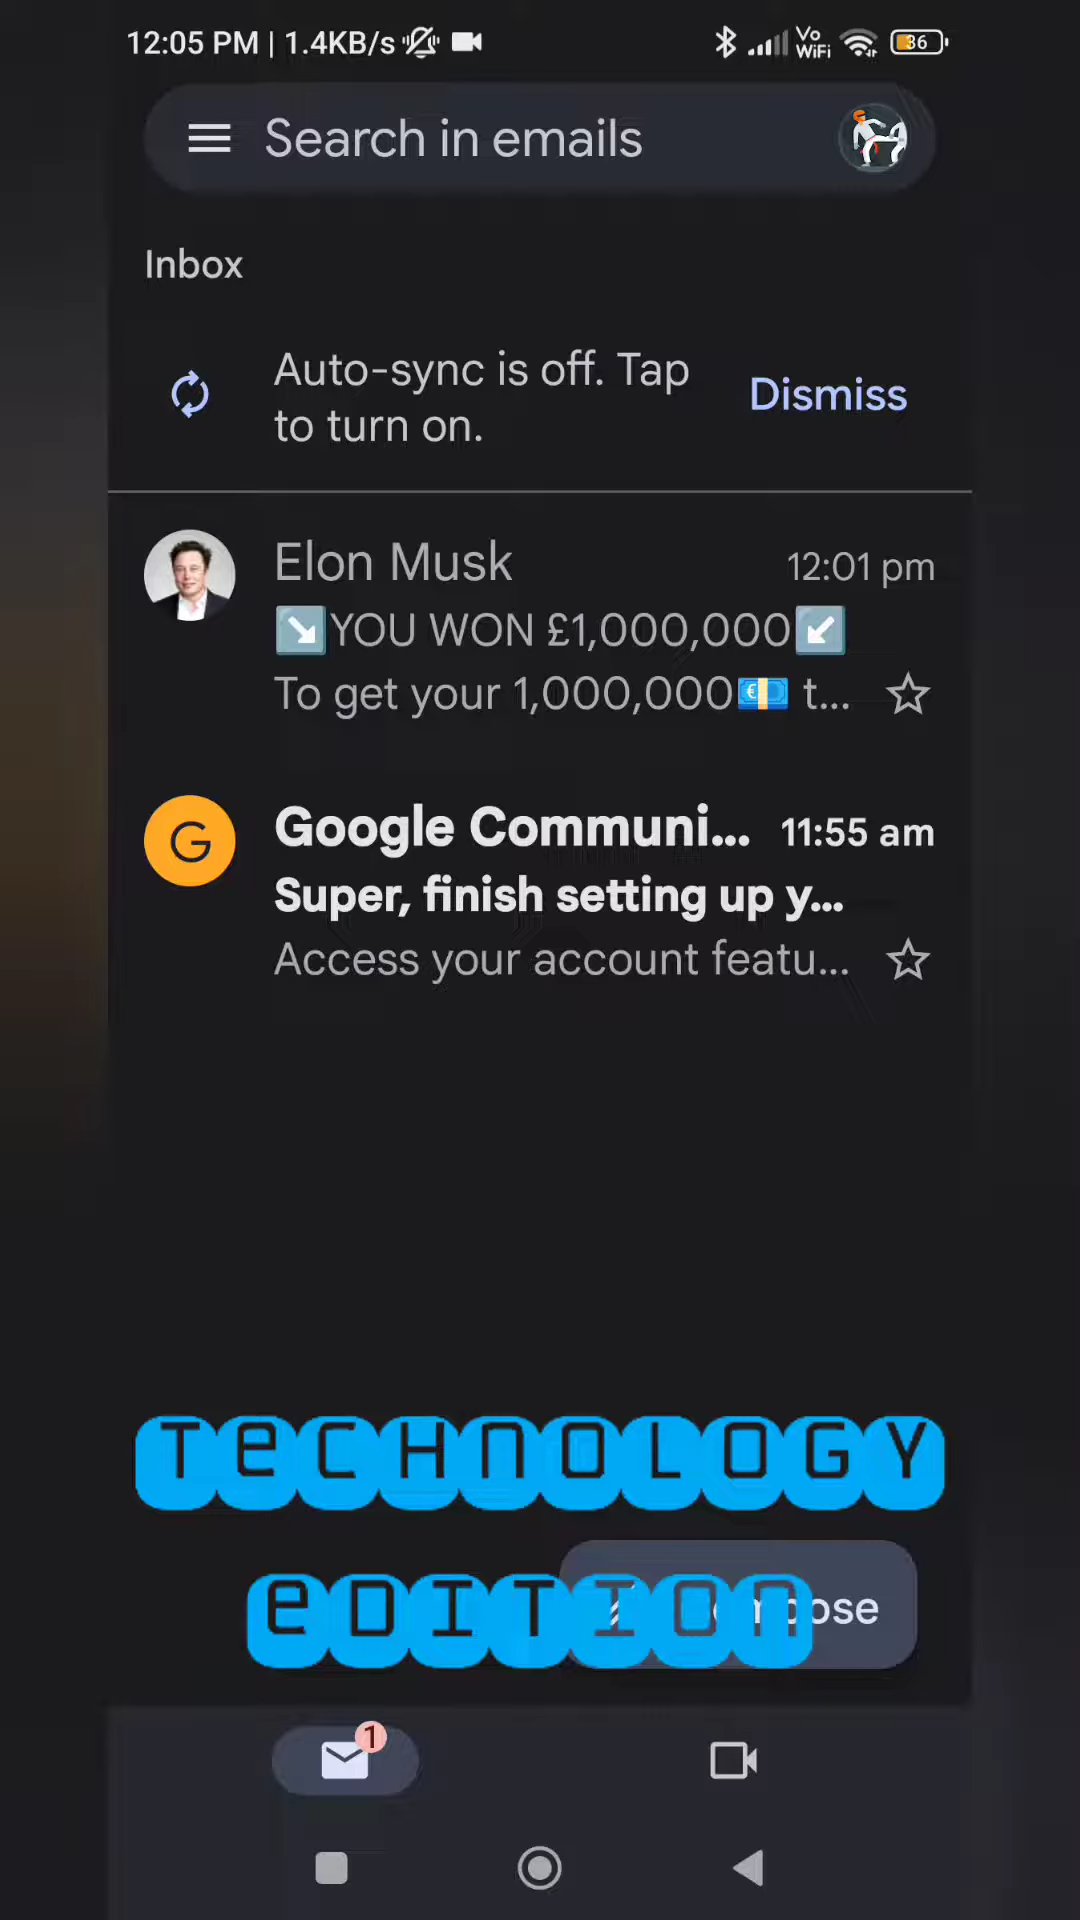 12:05 PM | 1.4KB/s Vo WiFi 36
Search in emails
Inbox
Auto-sync is off. Tap
to turn on.
Dismiss
Elon Musk 12:01 pm
↘️YOU WON £1,000,000↙️
To get your 1,000,000💶 t...
G
Google Communi... 11:55 am
Super, finish setting up y...
Access your account featu...
TeCHnOLOGY
eDITIOn
1